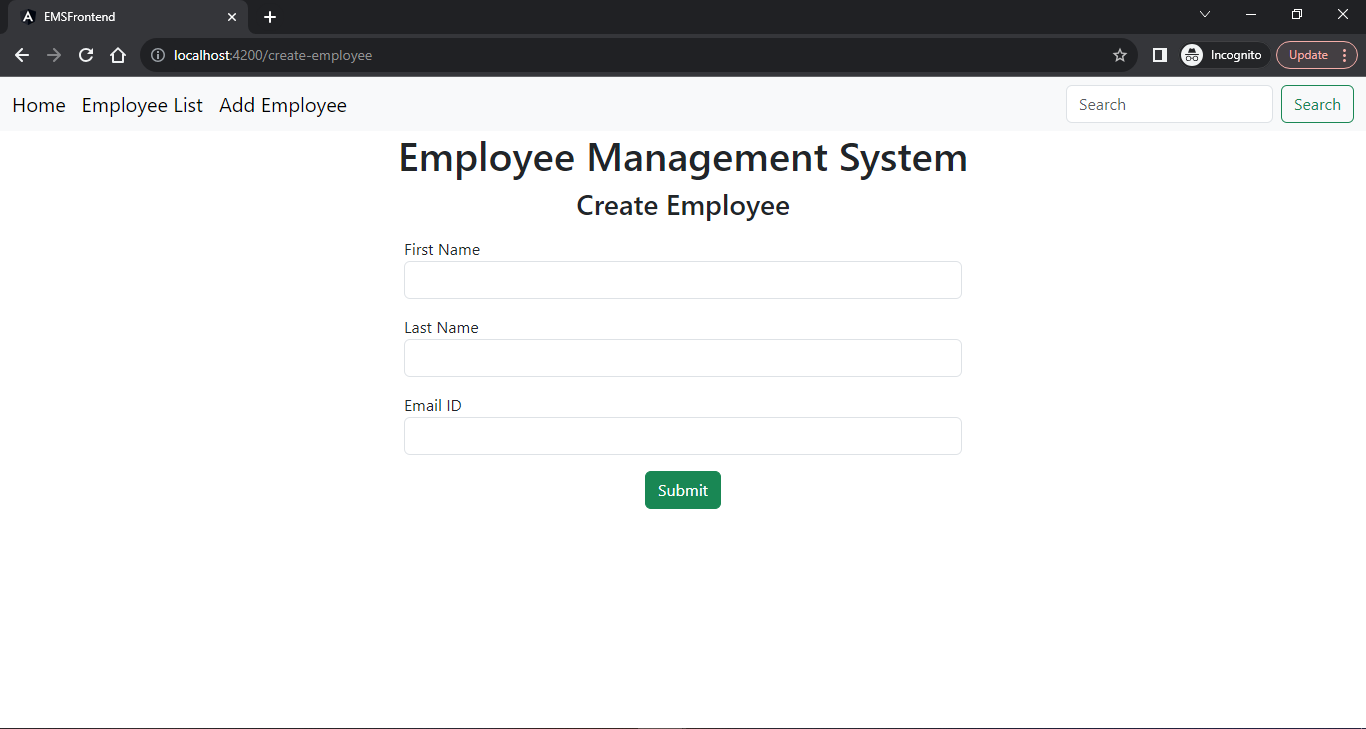 EMSFrontend
localhost:4200/create-employee
Incognito
Update
Home Employee List Add Employee Search Search
Employee Management System
Create Employee
First Name
Last Name
Email ID
Submit